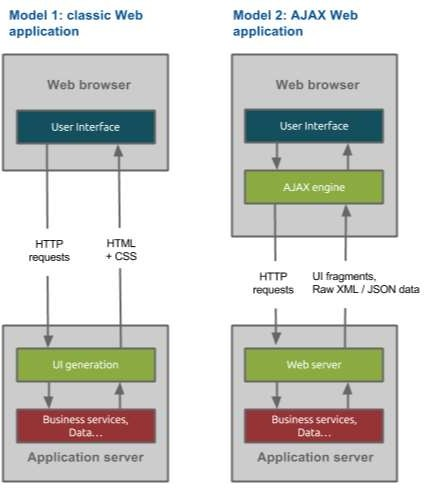 Model 1: classic Web
application
Web browser
User Interface
HTTP
requests
HTML
+ CSS
UI generation
Business services,
Data...
Application server
Model 2: AJAX Web
application
Web browser
User Interface
AJAX engine
HTTP
requests
UI fragments,
Raw XML / JSON data
Web server
Business services,
Data...
Application server